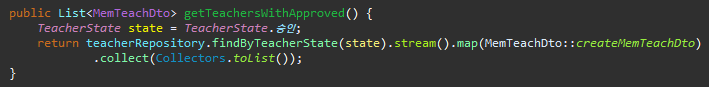 public List<MemTeachDto> getTeachersWithApproved() {
TeacherState state = TeacherState.승인;
return teacherRepository.findByTeacherState(state).stream().map(MemTeachDto::createMemTeachDto)
.collect(Collectors.toList());
}